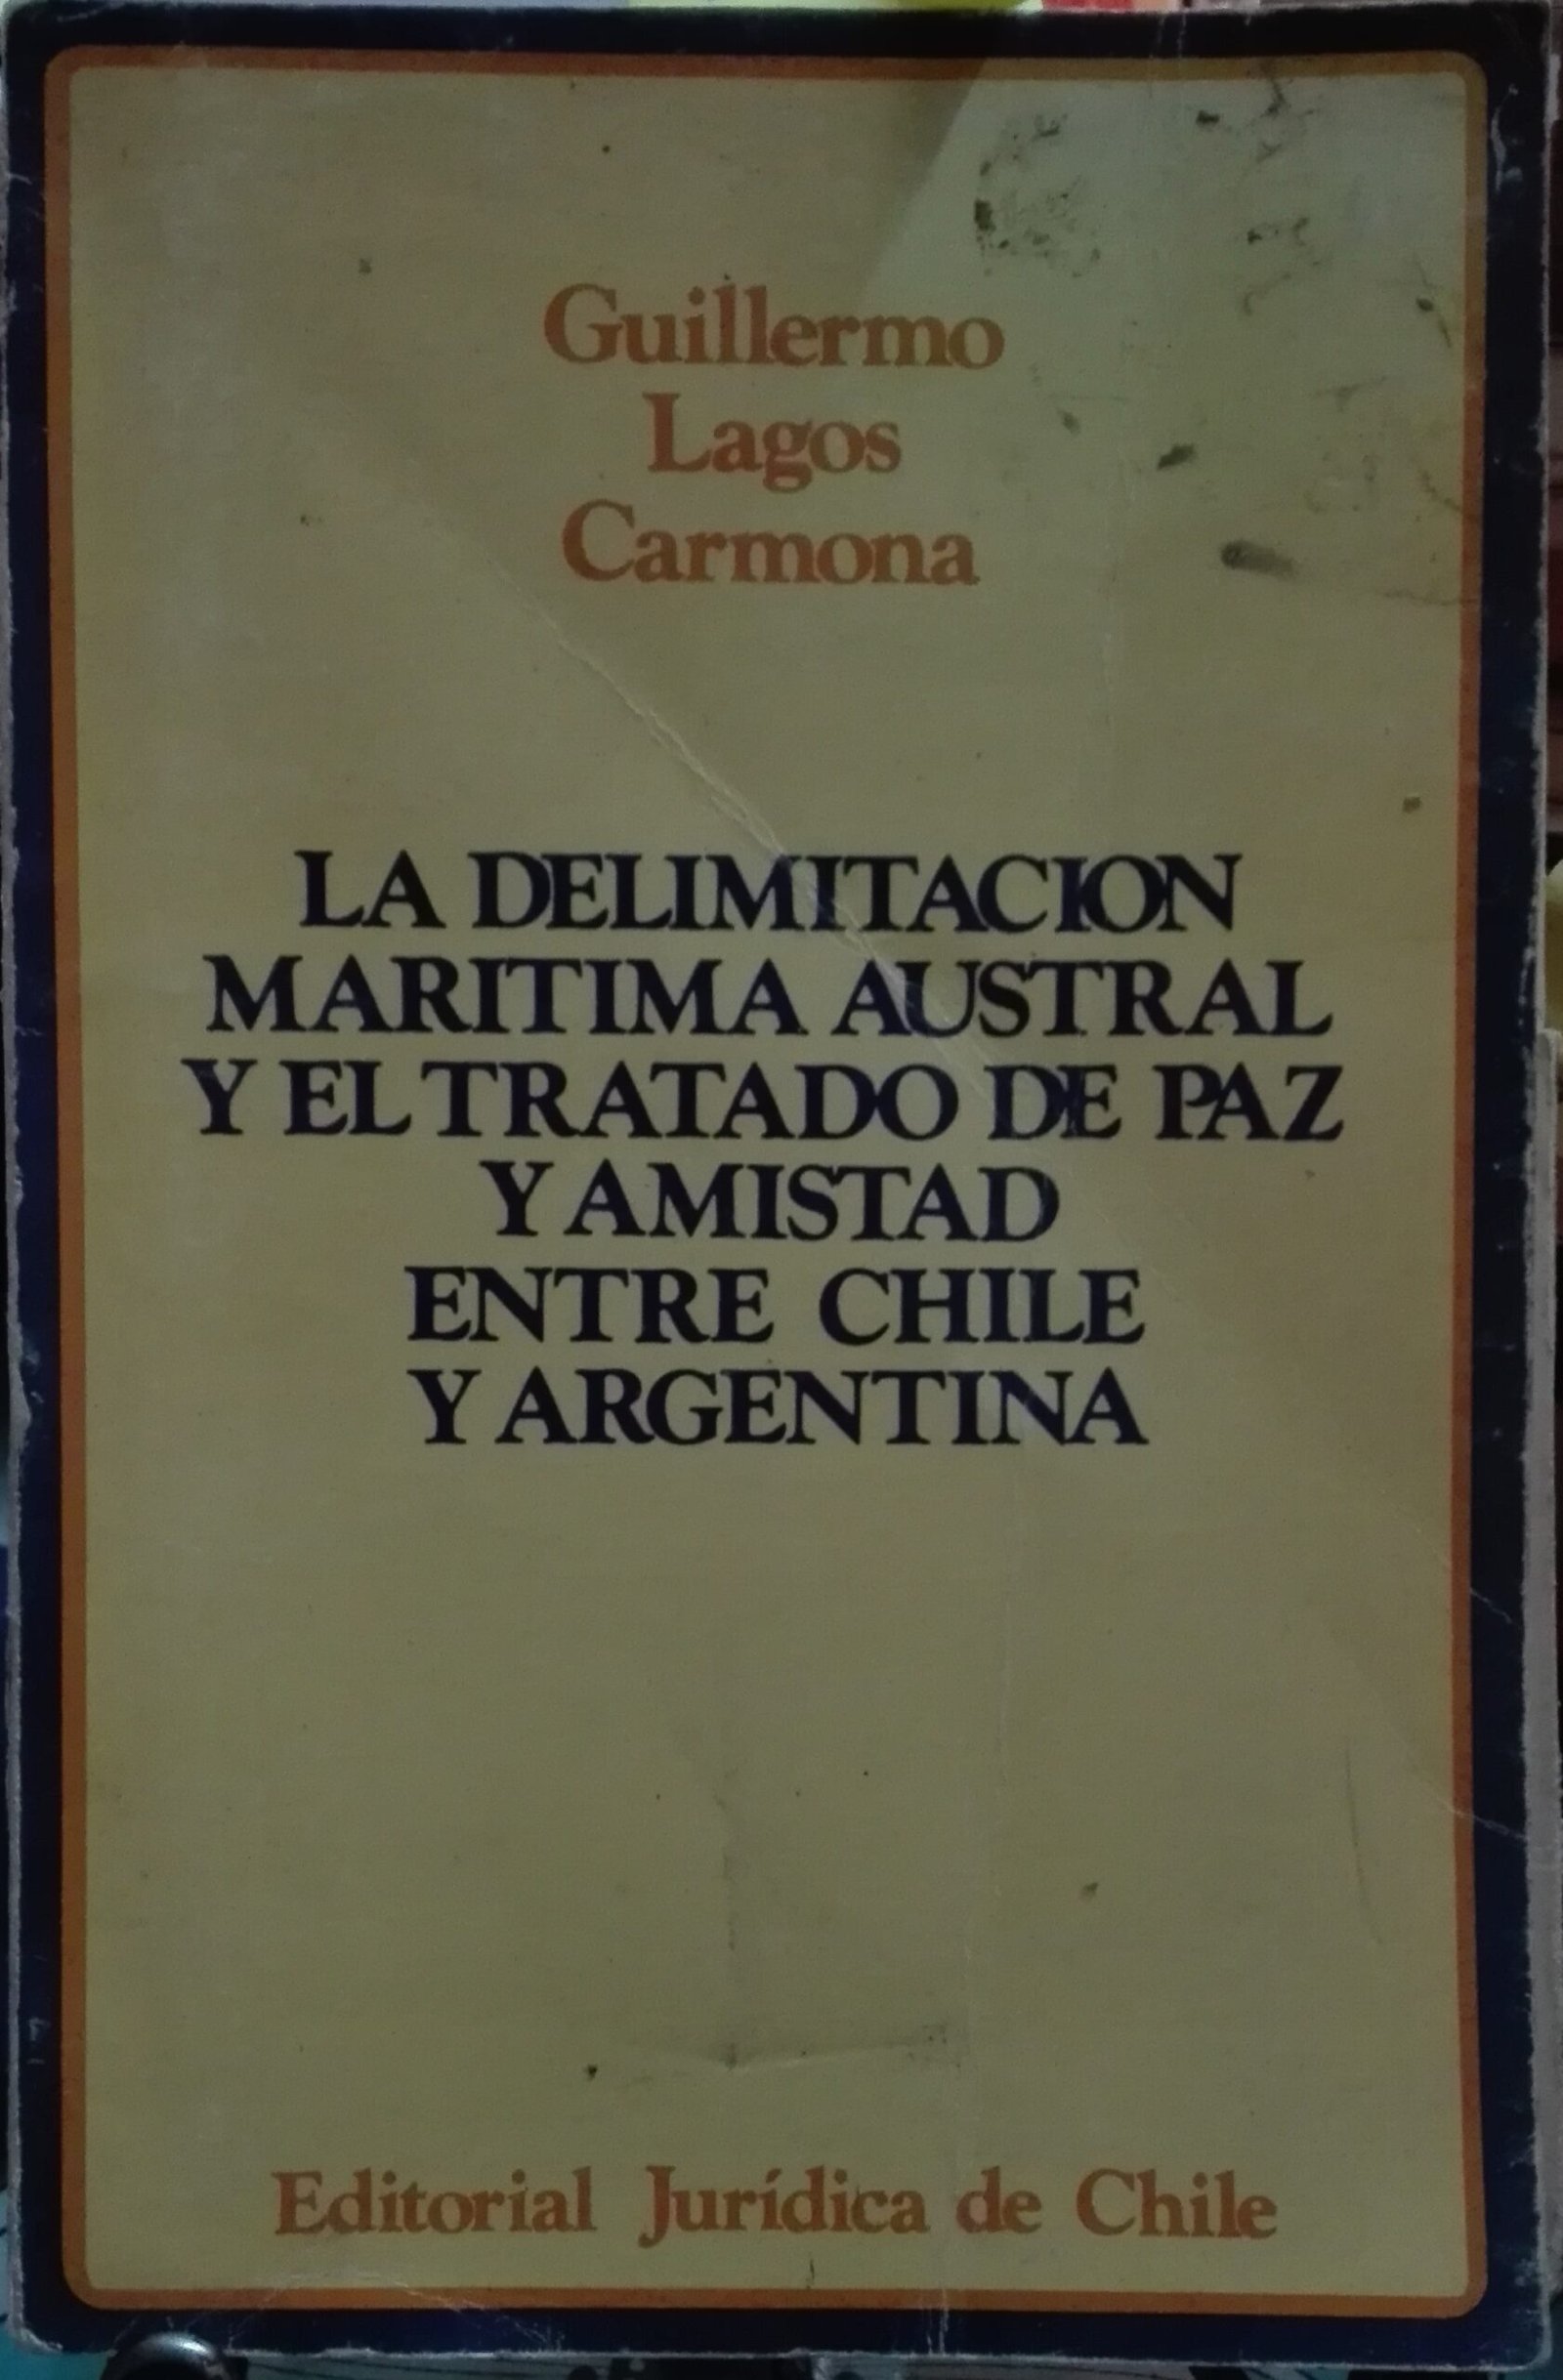 Guillermo
Lagos
Carmona
LA DELIMITACION
MARITIMA AUSTRAL
Y EL TRATADO DE PAZ
Y AMISTAD
ENTRE CHILE
Y ARGENTINA
Editorial Jurídica de Chile